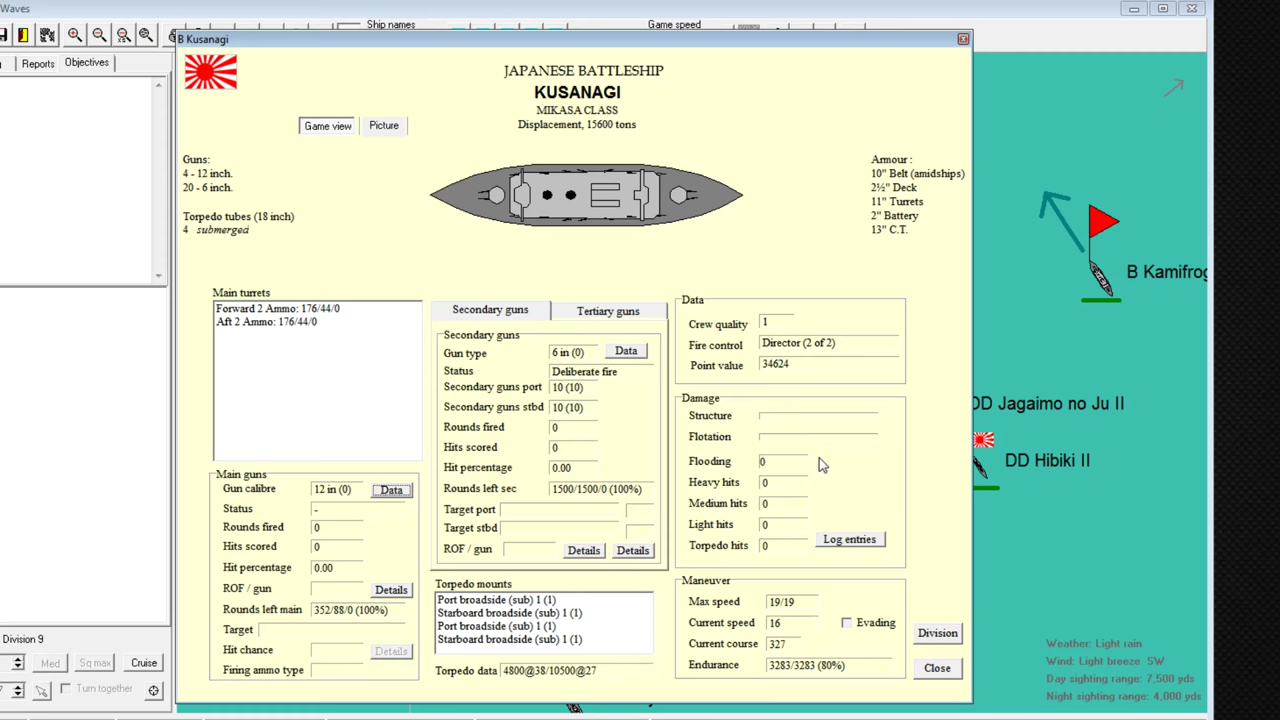 Waves
Ship names
Game speed
B Kusanagi
Reports
Objectives
JAPANESE BATTLESHIP
KUSANAGI
MIKASA CLASS
Displacement, 15600 tons
Game view
Picture
Guns:
4 - 12 inch.
20 - 6 inch.
Torpedo tubes (18 inch)
4 submerged
Armour :
10" Belt (amidships)
2½" Deck
11" Turrets
2" Battery
13" C.T.
B Kamifrog
DD Jagaimo no Ju II
DD Hibiki II
Main turrets
Forward 2 Ammo: 176/44/0
Aft 2 Ammo: 176/44/0
Main guns
Gun calibre 12 in (0) Data
Status -
Rounds fired 0
Hits scored 0
Hit percentage 0.00
ROF / gun Details
Rounds left main 352/88/0 (100%)
Target
Hit chance Details
Firing ammo type
Secondary guns
Tertiary guns
Secondary guns
Gun type 6 in (0) Data
Status Deliberate fire
Secondary guns port 10 (10)
Secondary guns stbd 10 (10)
Rounds fired 0
Hits scored 0
Hit percentage 0.00
Rounds left sec 1500/1500/0 (100%)
Target port
Target stbd
ROF / gun Details Details
Torpedo mounts
Port broadside (sub) 1 (1)
Starboard broadside (sub) 1 (1)
Port broadside (sub) 1 (1)
Starboard broadside (sub) 1 (1)
Torpedo data 4800@38/10500@27
Data
Crew quality 1
Fire control Director (2 of 2)
Point value 34624
Damage
Structure
Flotation
Flooding 0
Heavy hits 0
Medium hits 0
Light hits 0
Torpedo hits 0
Log entries
Maneuver
Max speed 19/19
Current speed 16
Evading
Current course 327
Endurance 3283/3283 (80%)
Division
Close
Division 9
Med
Sq max
Cruise
Turn together
Weather: Light rain
Wind: Light breeze SW
Day sighting range: 7,500 yds
Night sighting range: 4,000 yds